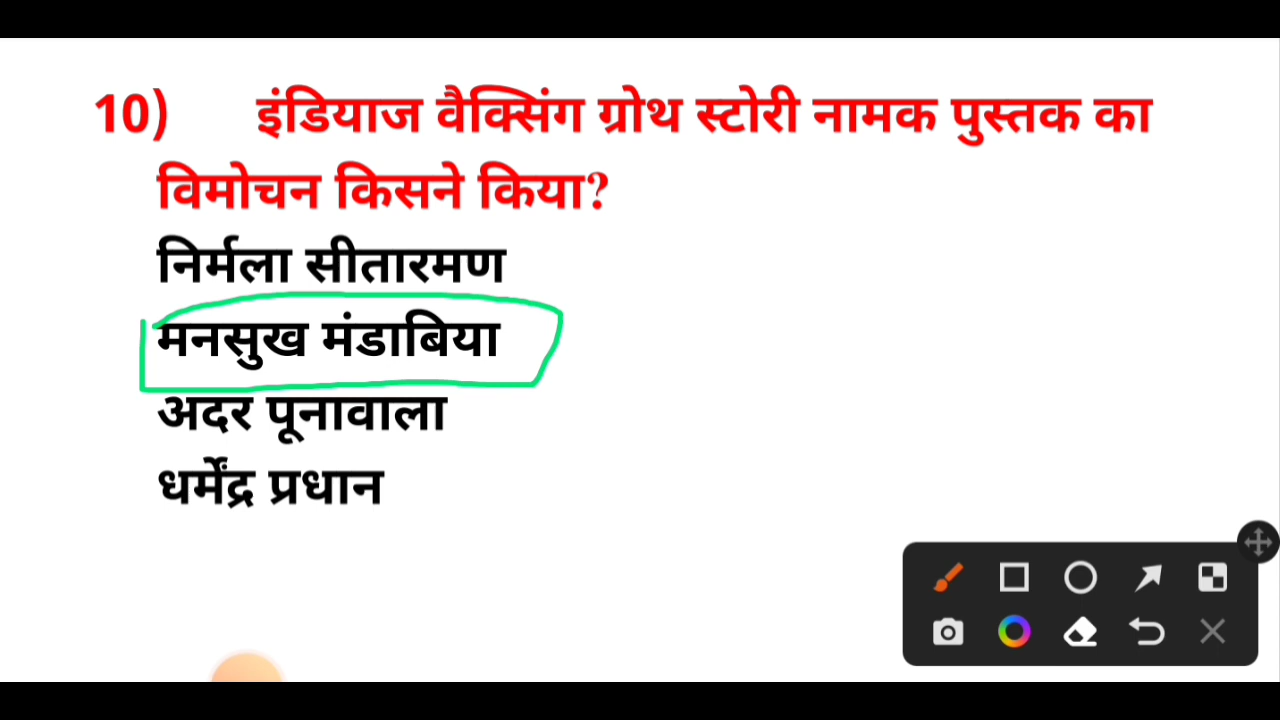 10) इंडियाज वैक्सिंग ग्रोथ स्टोरी नामक पुस्तक का
विमोचन किसने किया?
निर्मला सीतारमण
मनसुख मंडाबिया
अदर पूनावाला
धर्मेंद्र प्रधान